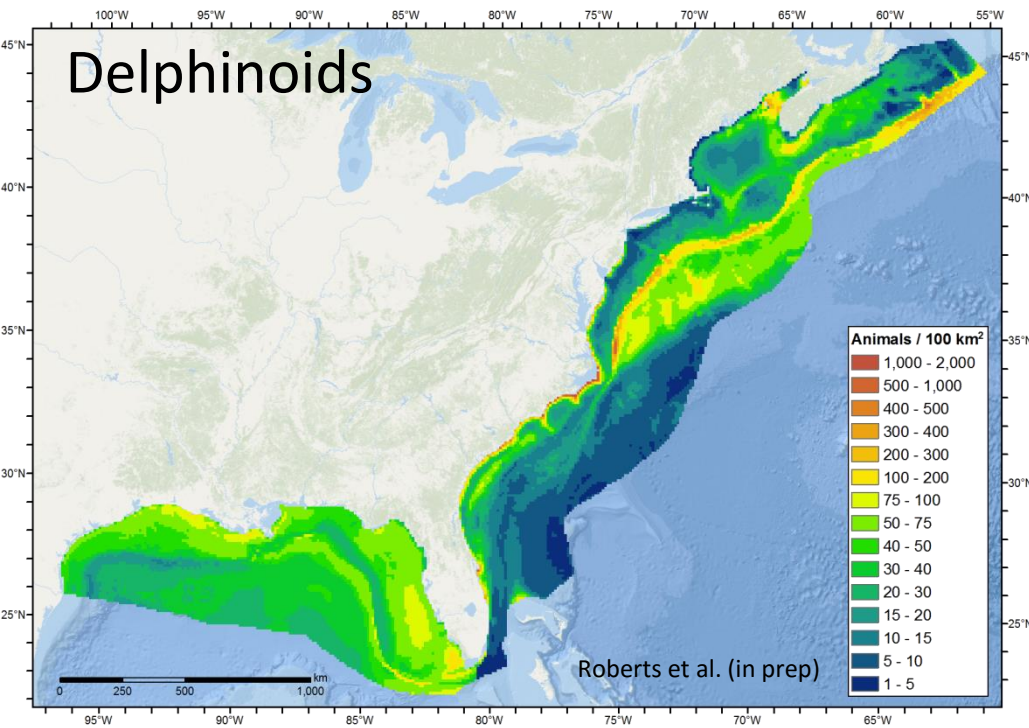 100°W 95°W 90°W 85°W 80°W 75°W 70°W 65°W 60°W 55°W
45°N 45°N
Delphinoids
40°N 40°N
35°N 35°N
Animals / 100 km²
1,000 - 2,000
500 - 1,000
400 - 500
300 - 400
200 - 300
100 - 200
75 - 100
50 - 75
40 - 50
30 - 40
20 - 30
15 - 20
10 - 15
5 - 10
1 - 5
30°N 30°N
25°N 25°N
Roberts et al. (in prep)
km
0 250 500 1,000
95°W 90°W 85°W 80°W 75°W 70°W 65°W